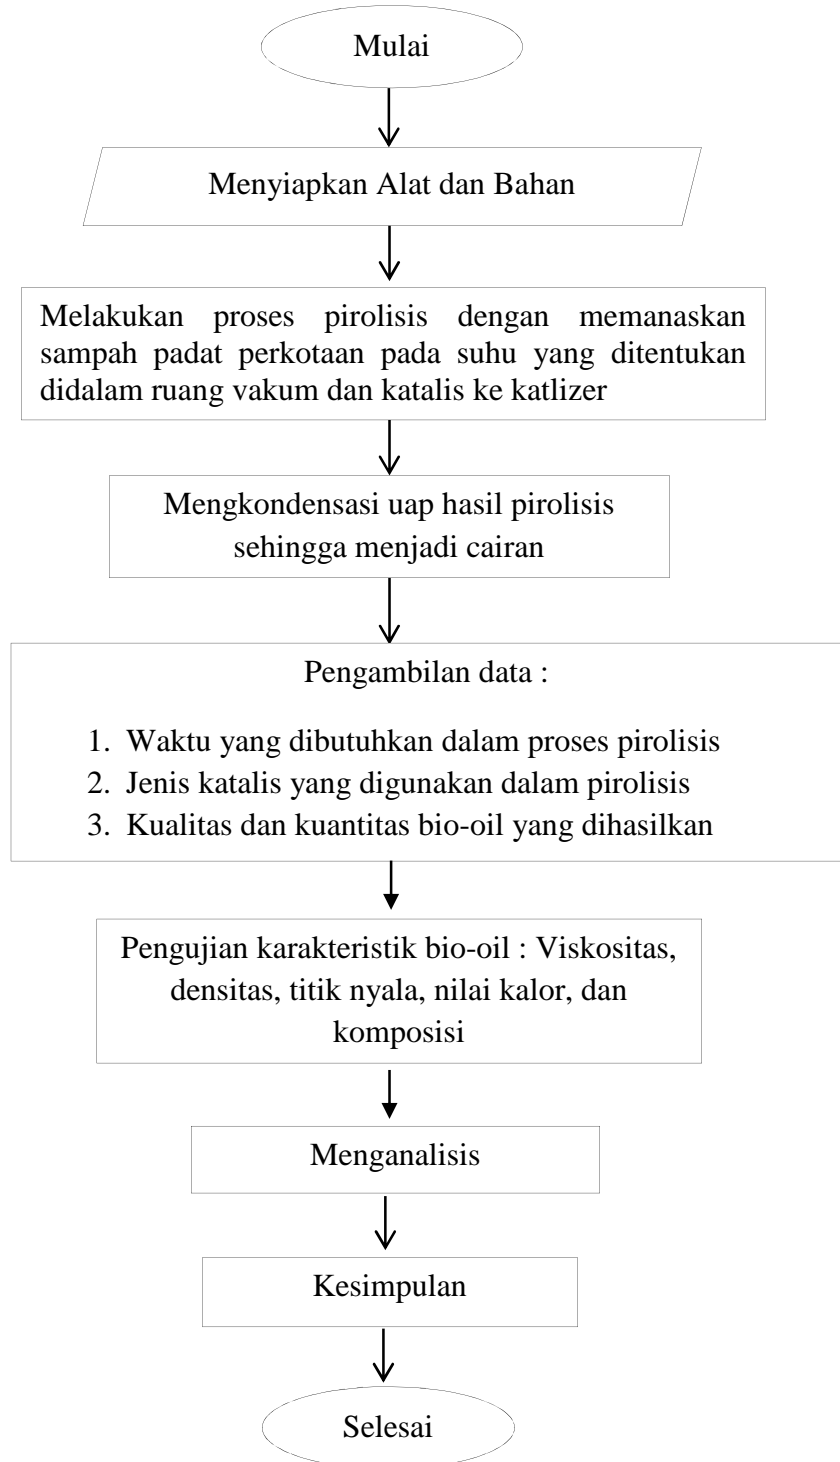 Mulai
Menyiapkan Alat dan Bahan
Melakukan proses pirolisis dengan memanaskan
sampah padat perkotaan pada suhu yang ditentukan
didalam ruang vakum dan katalis ke katlizer
Mengkondensasi uap hasil pirolisis
sehingga menjadi cairan
Pengambilan data :
1. Waktu yang dibutuhkan dalam proses pirolisis
2. Jenis katalis yang digunakan dalam pirolisis
3. Kualitas dan kuantitas bio-oil yang dihasilkan
Pengujian karakteristik bio-oil : Viskositas,
densitas, titik nyala, nilai kalor, dan
komposisi
Menganalisis
Kesimpulan
Selesai